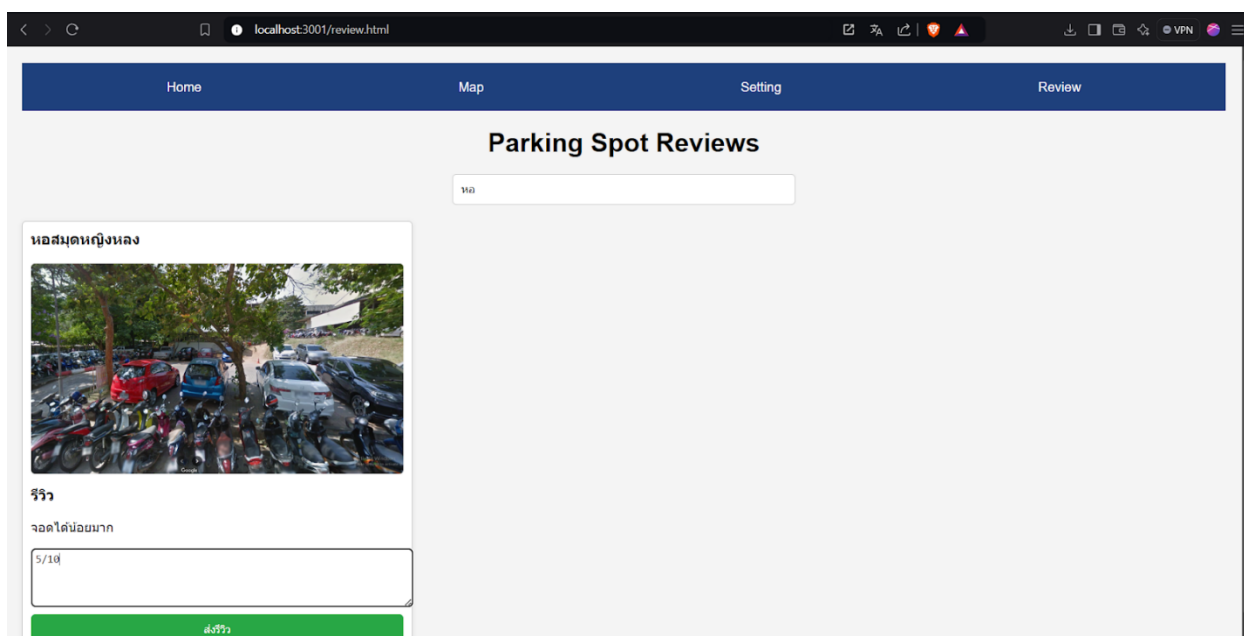 localhost:3001/review.html
VPN
Home Map Setting Review
Parking Spot Reviews
หอ
หอสมุดหญิงหลง
Google
รีวิว
จอดได้น้อยมาก
5/10
ส่งรีวิว